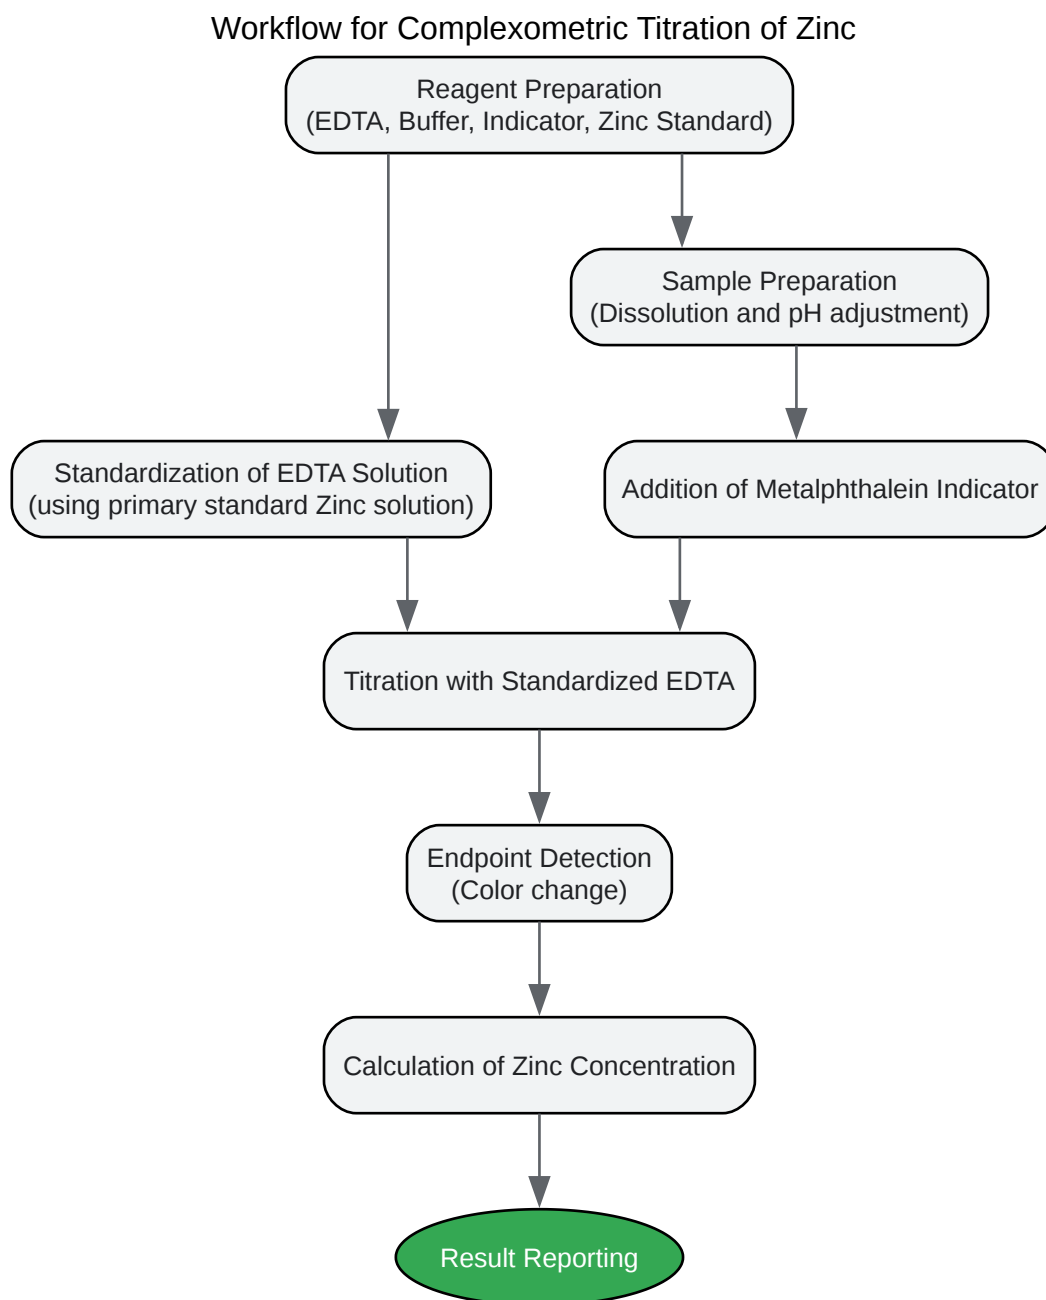 Workflow for Complexometric Titration of Zinc
Reagent Preparation
(EDTA, Buffer, Indicator, Zinc Standard)
Sample Preparation
(Dissolution and pH adjustment)
Standardization of EDTA Solution
(using primary standard Zinc solution)
Addition of Metalphthalein Indicator
Titration with Standardized EDTA
Endpoint Detection
(Color change)
Calculation of Zinc Concentration
Result Reporting